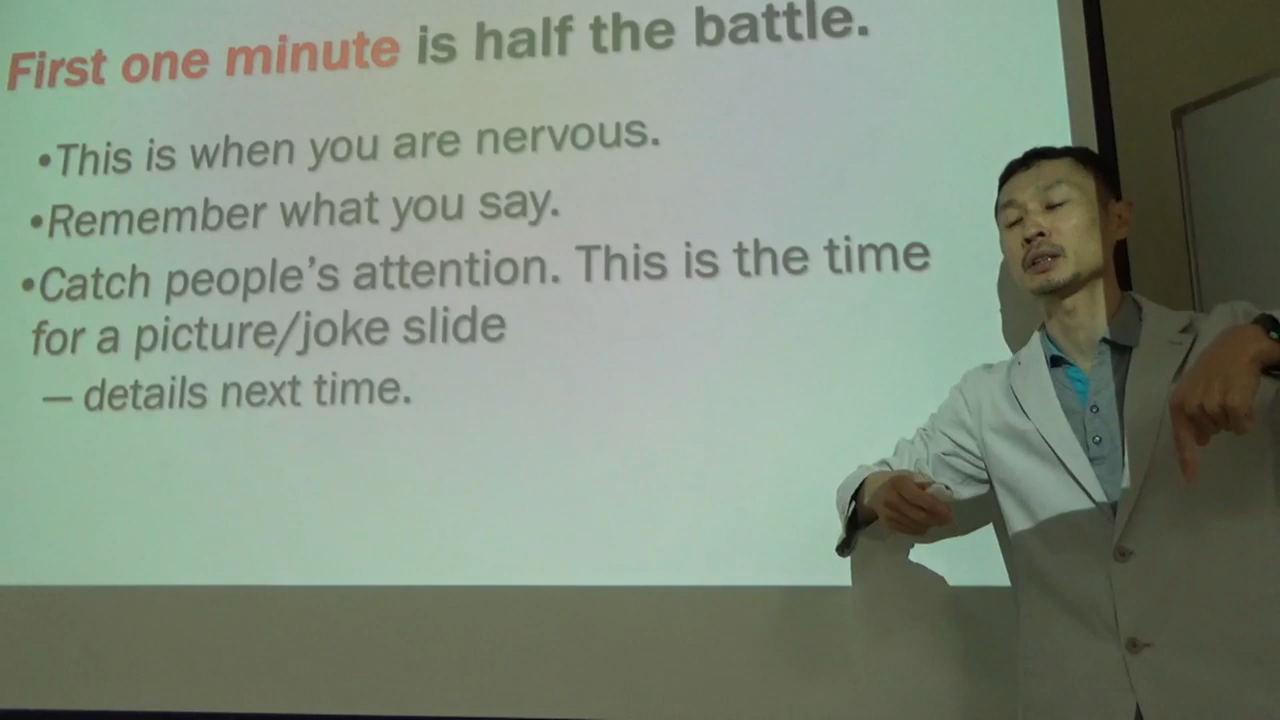 First one minute is half the battle.
•This is when you are nervous.
•Remember what you say.
•Catch people’s attention. This is the time
for a picture/joke slide
— details next time.